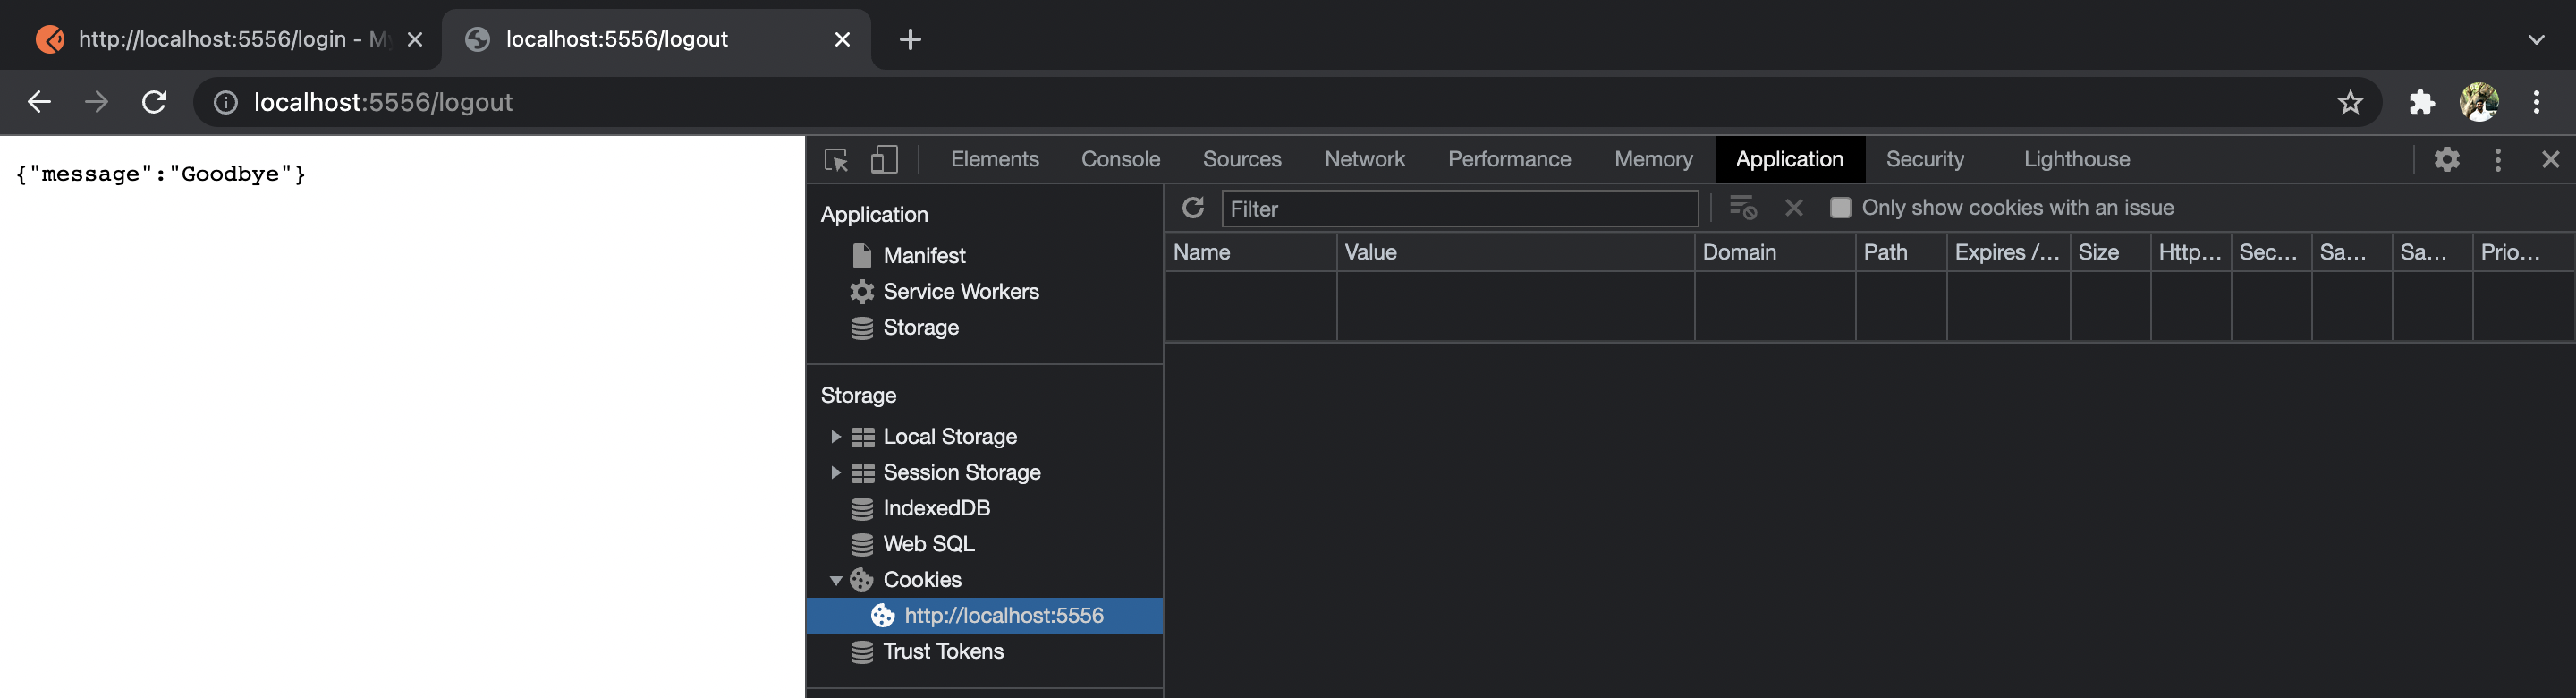 http://localhost:5556/login - My
localhost:5556/logout
localhost:5556/logout
{"message":"Goodbye"}
Elements Console Sources Network Performance Memory Application Security Lighthouse
Filter
Only show cookies with an issue
Name Value Domain Path Expires /... Size Http... Sec... Sa... Sa... Prio...
Application
Manifest
Service Workers
Storage
Storage
Local Storage
Session Storage
IndexedDB
Web SQL
Cookies
http://localhost:5556
Trust Tokens